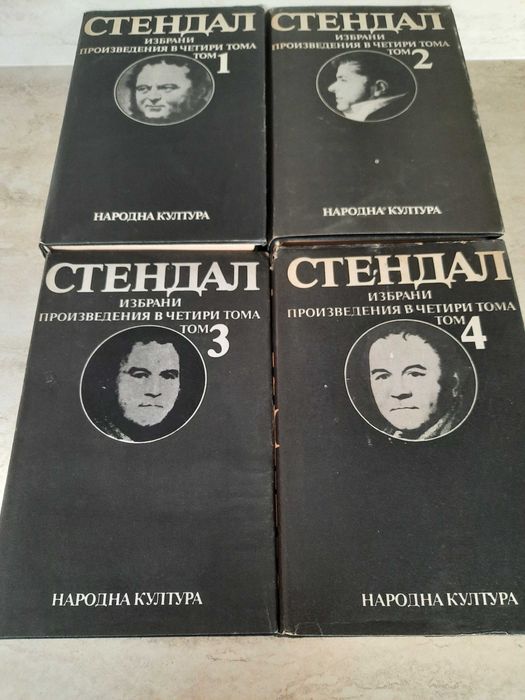 СТЕНДАЛ
ИЗБРАНИ
ПРОИЗВЕДЕНИЯ В ЧЕТИРИ ТОМА
ТОМ 1
НАРОДНА КУЛТУРА
СТЕНДАЛ
ИЗБРАНИ
ПРОИЗВЕДЕНИЯ В ЧЕТИРИ ТОМА
ТОМ 2
НАРОДНА КУЛТУРА
СТЕНДАЛ
ИЗБРАНИ
ПРОИЗВЕДЕНИЯ В ЧЕТИРИ ТОМА
ТОМ 3
НАРОДНА КУЛТУРА
СТЕНДАЛ
ИЗБРАНИ
ПРОИЗВЕДЕНИЯ В ЧЕТИРИ ТОМА
ТОМ 4
НАРОДНА КУЛТУРА